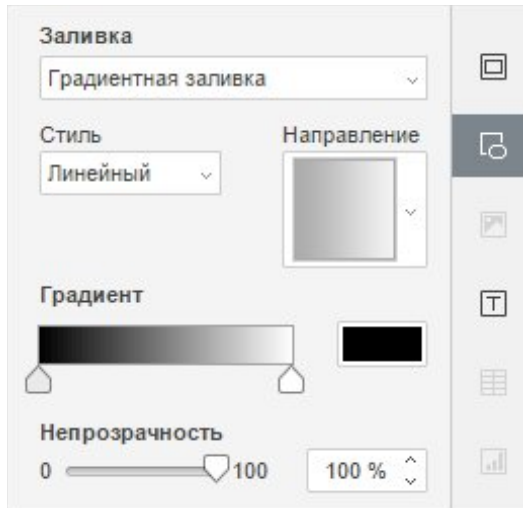 Заливка
Градиентная заливка
Стиль Направление
Линейный
Градиент
Непрозрачность
0 100 100 %